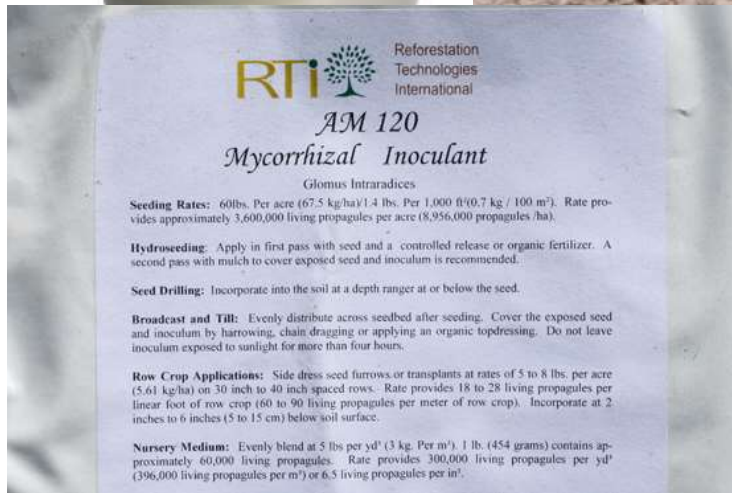 RTi
Reforestation
Technologies
International
AM 120
Mycorrhizal Inoculant
Glomus Intraradices
Seeding Rates: 60lbs. Per acre (67.5 kg/ha)/1.4 lbs. Per 1,000 ft²(0.7 kg / 100 m²). Rate pro-
vides approximately 3,600,000 living propagules per acre (8,956,000 propagules /ha).
Hydroseeding: Apply in first pass with seed and a controlled release or organic fertilizer. A
second pass with mulch to cover exposed seed and inoculum is recommended.
Seed Drilling: Incorporate into the soil at a depth ranger at or below the seed.
Broadcast and Till: Evenly distribute across seedbed after seeding. Cover the exposed seed
and inoculum by harrowing, chain dragging or applying an organic topdressing. Do not leave
inoculum exposed to sunlight for more than four hours.
Row Crop Applications: Side dress seed furrows or transplants at rates of 5 to 8 lbs. per acre
(5.61 kg/ha) on 30 inch to 40 inch spaced rows. Rate provides 18 to 28 living propagules per
linear foot of row crop (60 to 90 living propagules per meter of row crop). Incorporate at 2
inches to 6 inches (5 to 15 cm) below soil surface.
Nursery Medium: Evenly blend at 5 lbs per yd³ (3 kg. Per m³). 1 lb. (454 grams) contains ap-
proximately 60,000 living propagules. Rate provides 300,000 living propagules per yd³
(396,000 living propagules per m³) or 6.5 living propagules per in³.